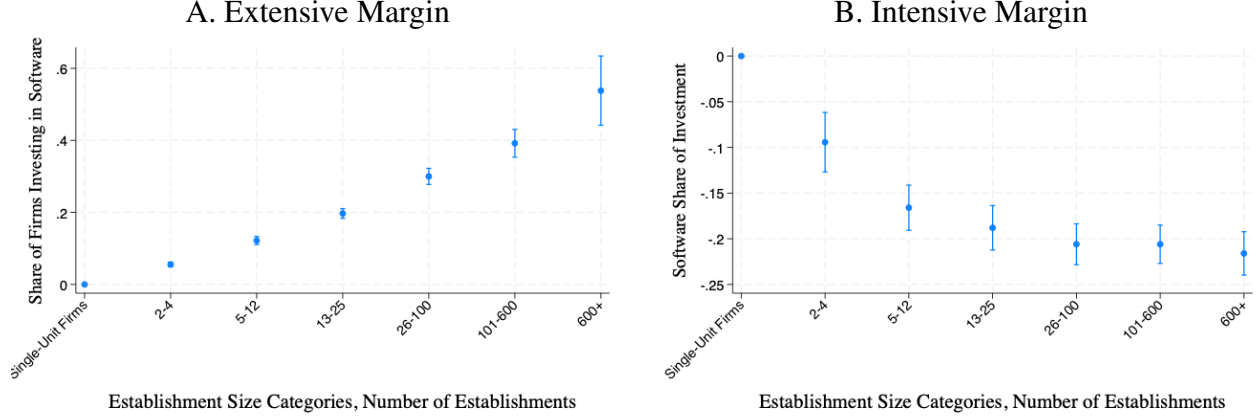 A. Extensive Margin
Share of Firms Investing in Software
.6
.4
.2
0
Single-Unit Firms
2-4
5-12
13-25
26-100
101-600
600+
Establishment Size Categories, Number of Establishments
B. Intensive Margin
Software Share of Investment
0
-.05
-.1
-.15
-.2
-.25
Single-Unit Firms
2-4
5-12
13-25
26-100
101-600
600+
Establishment Size Categories, Number of Establishments